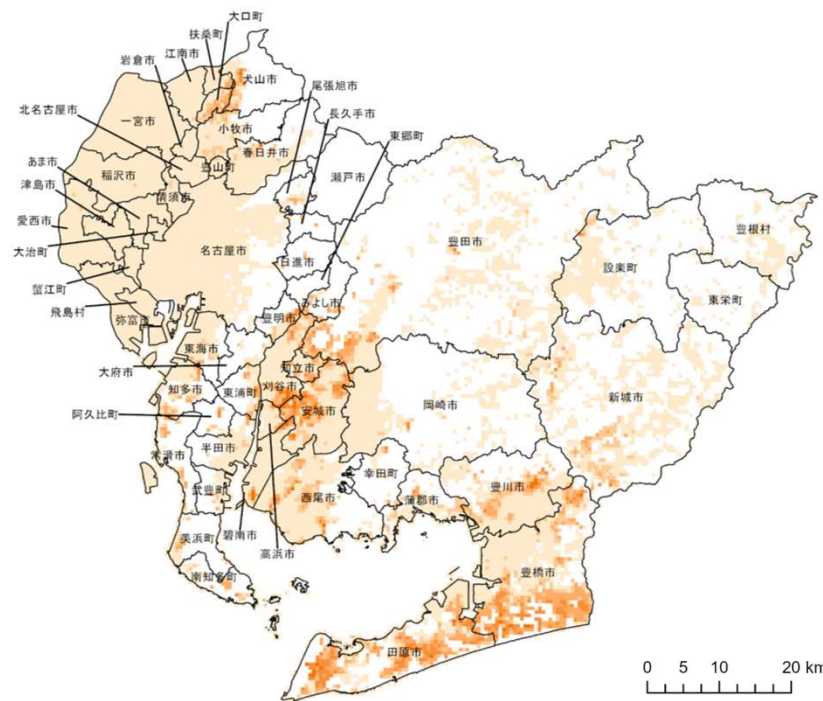 大口町
扶桑町
江南市
岩倉市
犬山市
尾張旭市
北名古屋市
長久手市
一宮市
小牧市
東郷町
春日井市
あま市
豊山町
瀬戸市
稲沢市
津島市
清須市
愛西市
名古屋市
豊田市
豊根村
大治町
日進市
設楽町
東栄町
蟹江町
みよし市
飛島村
弥富市
豊明市
東海市
大府市
知立市
知多市
東浦町
刈谷市
新城市
安城市
岡崎市
阿久比町
半田市
常滑市
幸田町
豊川市
武豊町
西尾市
蒲郡市
美浜町
碧南市
高浜市
豊橋市
南知多町
田原市
0 5 10 20 km